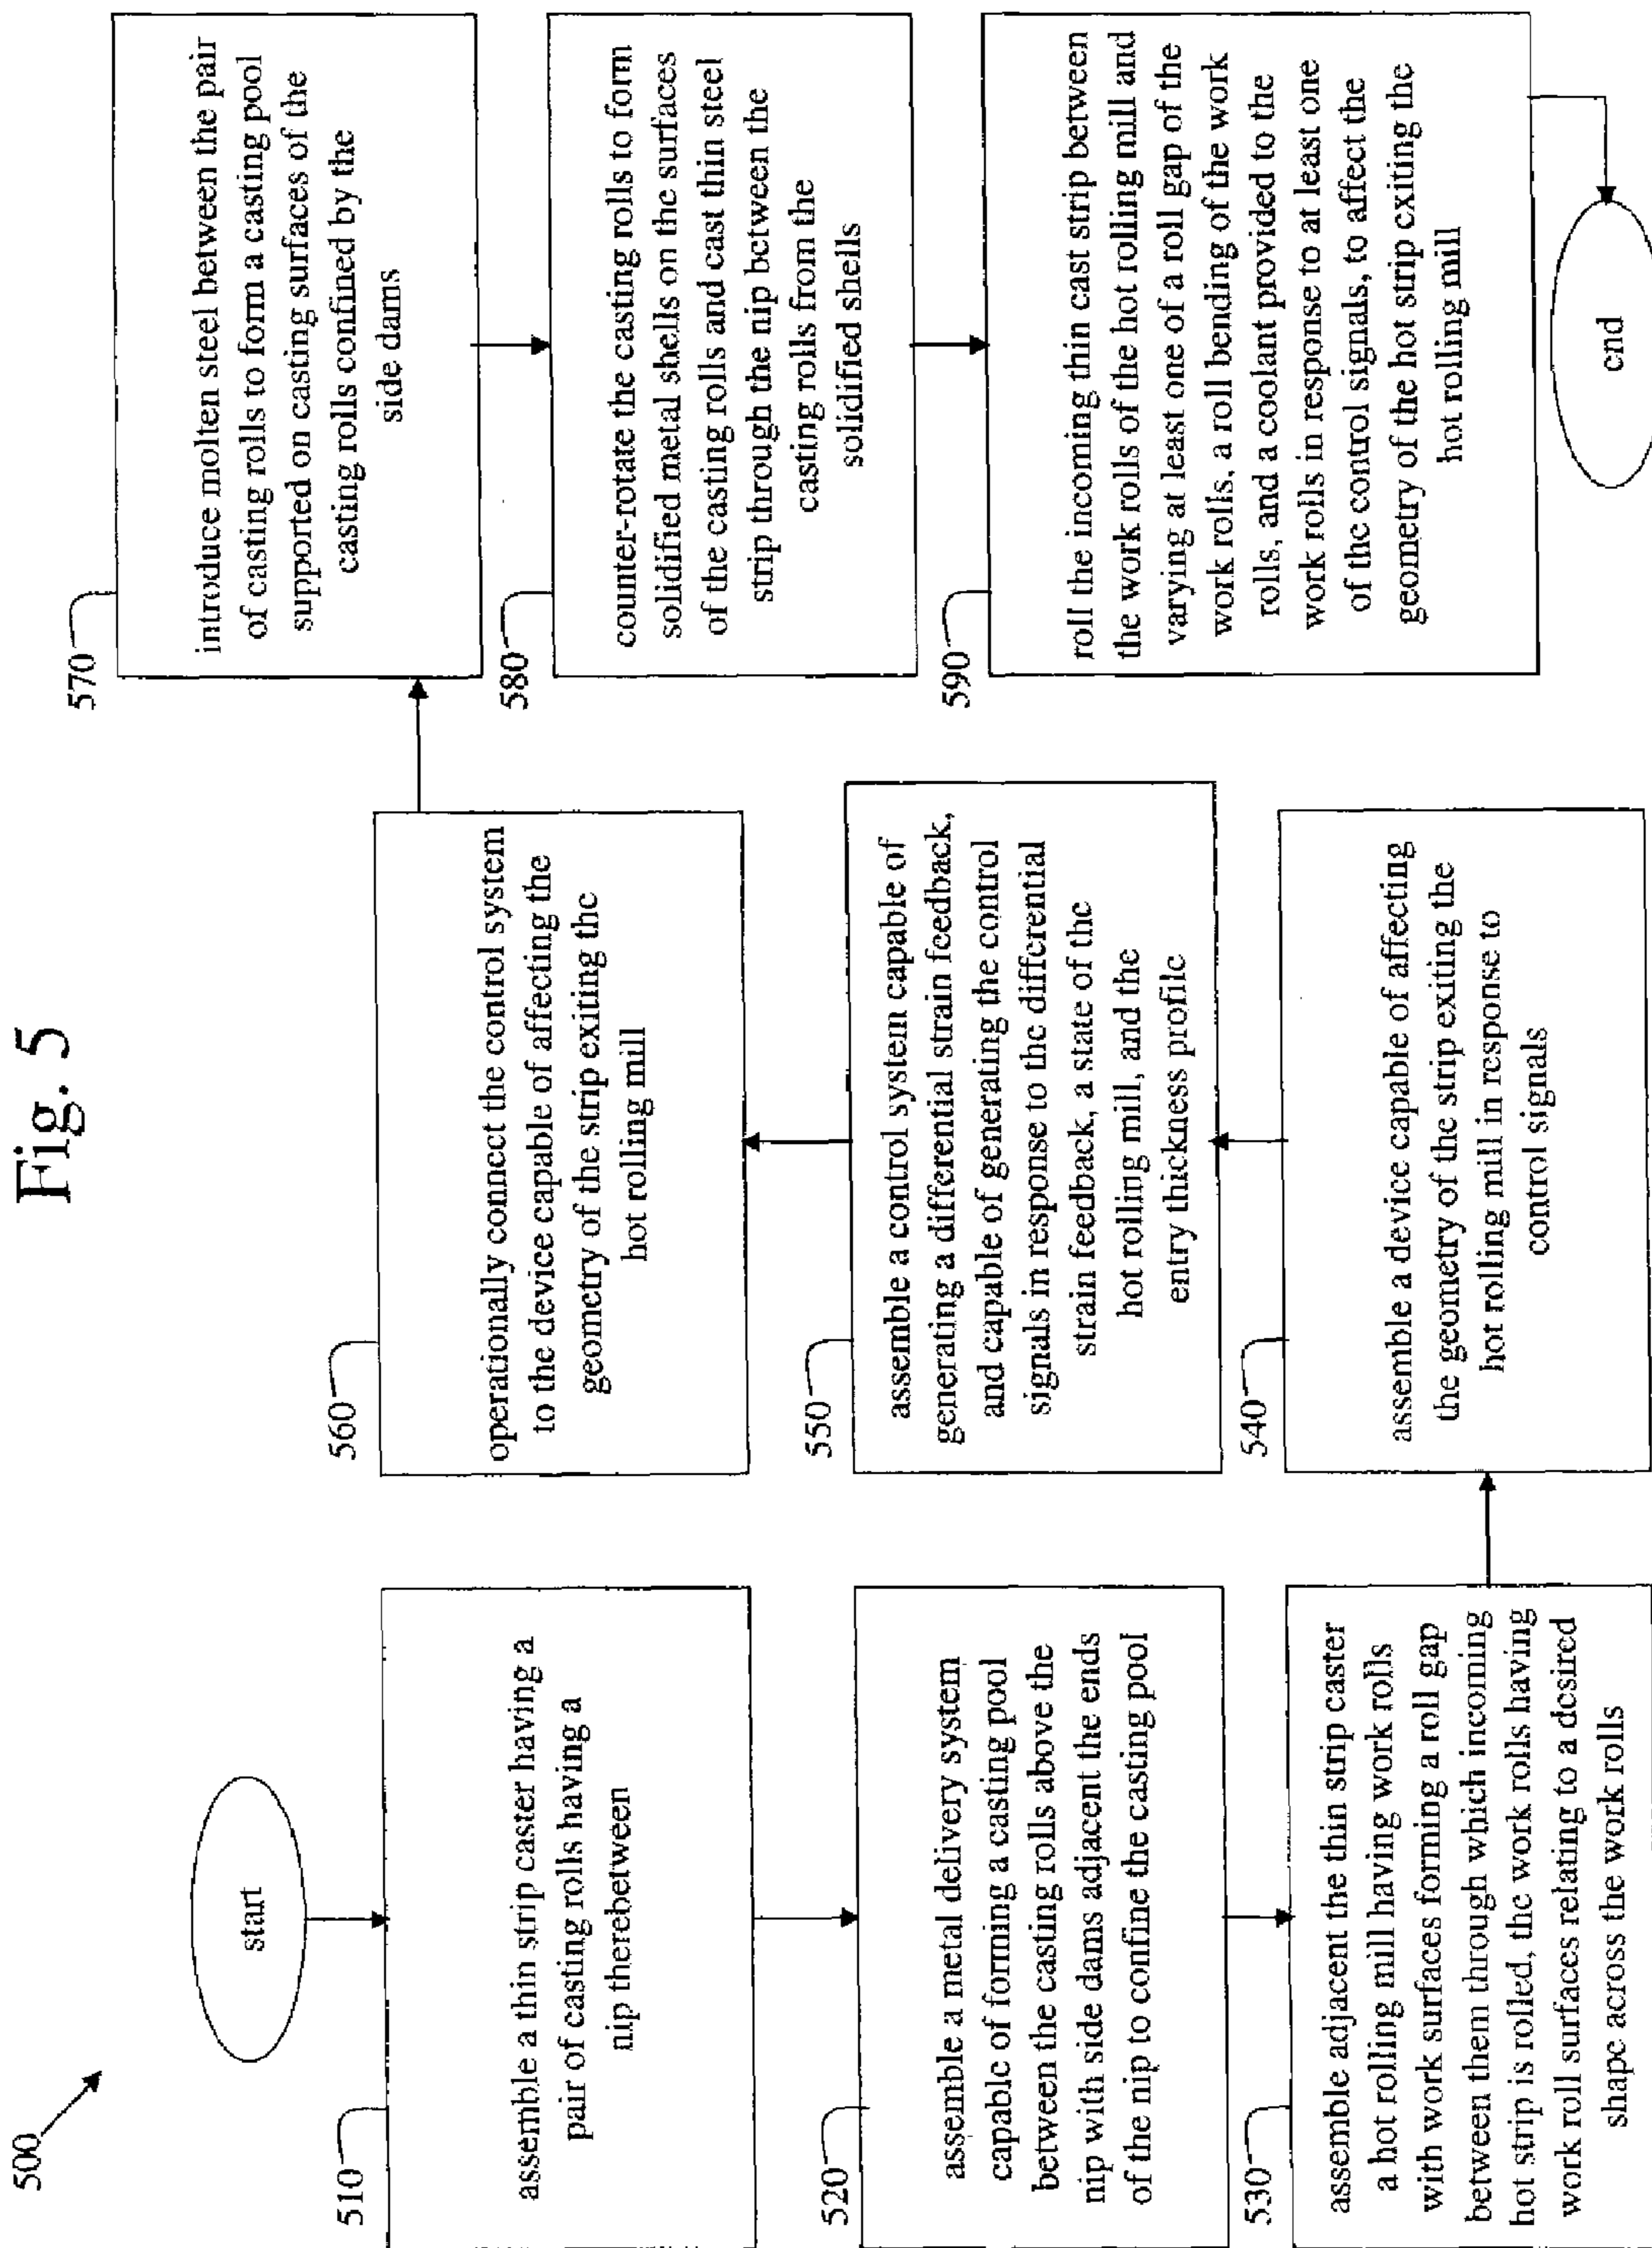 Fig. 5
500
start
510
assemble a thin strip caster having a
pair of casting rolls having a
nip therebetween
520
assemble a metal delivery system
capable of forming a casting pool
between the casting rolls above the
nip with side dams adjacent the ends
of the nip to confine the casting pool
530
assemble adjacent the thin strip caster
a hot rolling mill having work rolls
with work surfaces forming a roll gap
between them through which incoming
hot strip is rolled, the work rolls having
work roll surfaces relating to a desired
shape across the work rolls
540
assemble a device capable of affecting
the geometry of the strip exiting the
hot rolling mill in response to
control signals
550
assemble a control system capable of
generating a differential strain feedback,
and capable of generating the control
signals in response to the differential
strain feedback, a state of the
hot rolling mill, and the
entry thickness profile
560
operationally connect the control system
to the device capable of affecting the
geometry of the strip exiting the
hot rolling mill
570
introduce molten steel between the pair
of casting rolls to form a casting pool
supported on casting surfaces of the
casting rolls confined by the
side dams
580
counter-rotate the casting rolls to form
solidified metal shells on the surfaces
of the casting rolls and cast thin steel
strip through the nip between the
casting rolls from the
solidified shells
590
roll the incoming thin cast strip between
the work rolls of the hot rolling mill and
varying at least one of a roll gap of the
work rolls, a roll bending of the work
rolls, and a coolant provided to the
work rolls in response to at least one
of the control signals, to affect the
geometry of the hot strip exiting the
hot rolling mill
end